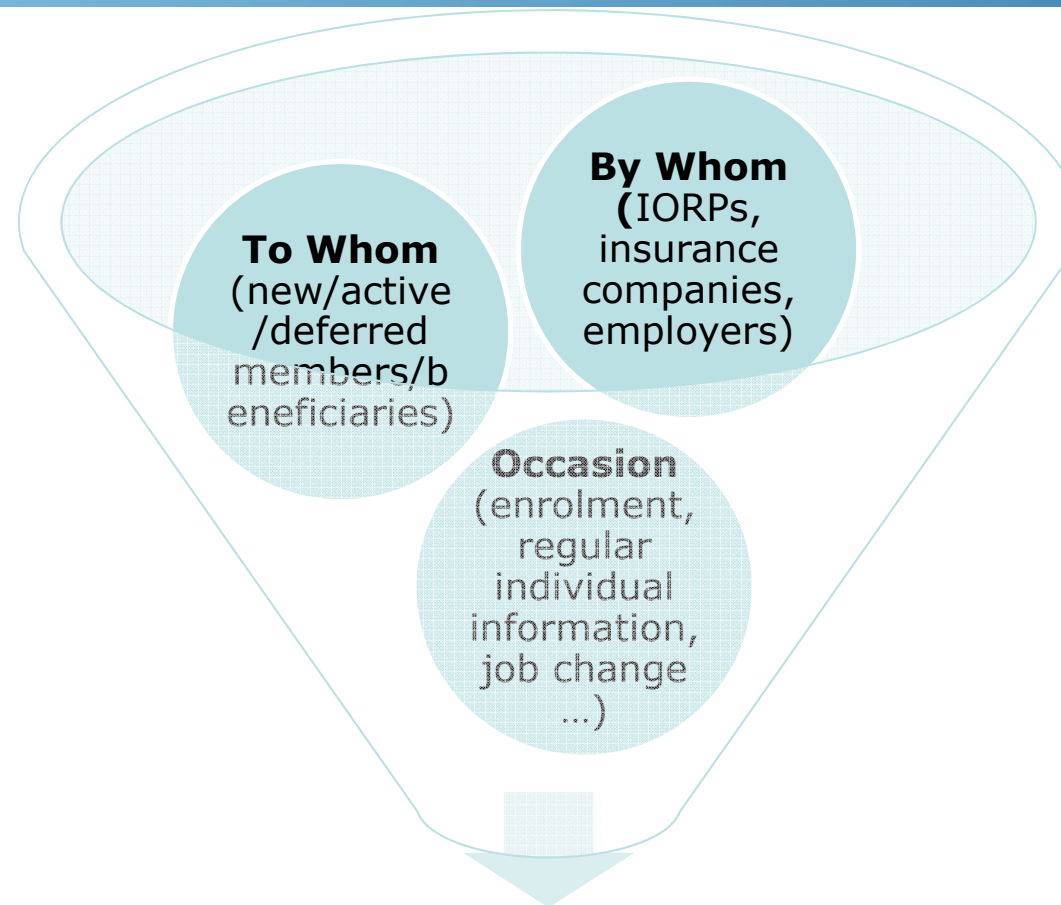 To Whom
(new/active
/deferred
members/b
eneficiaries)
By Whom
(IORPs,
insurance
companies,
employers)
Occasion
(enrolment,
regular
individual
information,
job change
...)